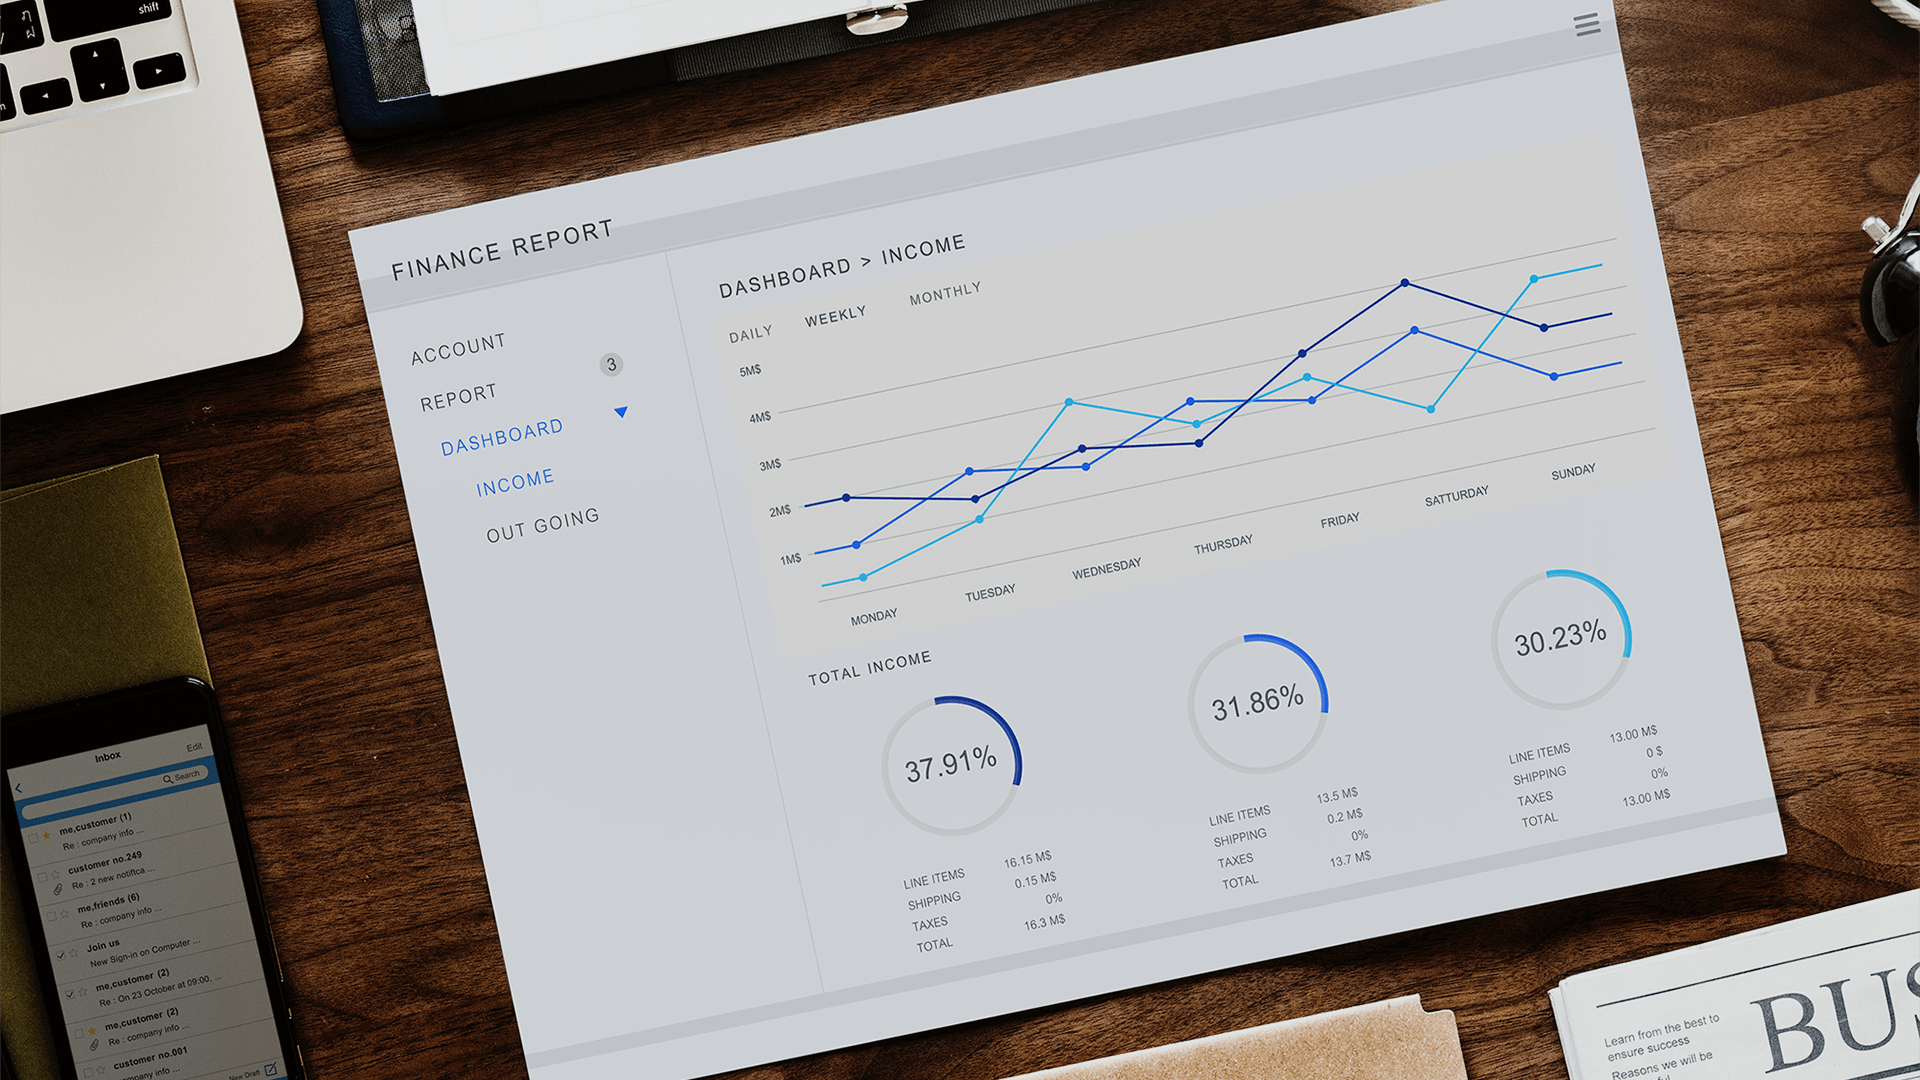 shift
FINANCE REPORT
ACCOUNT
REPORT
3
DASHBOARD
INCOME
OUT GOING
DASHBOARD > INCOME
DAILY
WEEKLY
MONTHLY
5M$
4M$
3M$
2M$
1M$
MONDAY
TUESDAY
WEDNESDAY
THURSDAY
FRIDAY
SATTURDAY
SUNDAY
TOTAL INCOME
37.91%
LINE ITEMS 16.15 M$
SHIPPING 0.15 M$
TAXES 0%
TOTAL 16.3 M$
31.86%
LINE ITEMS 13.5 M$
SHIPPING 0.2 M$
TAXES 0%
TOTAL 13.7 M$
30.23%
LINE ITEMS 13.00 M$
SHIPPING 0 $
TAXES 0%
TOTAL 13.00 M$
Inbox
Edit
Search
me,customer (1)
Re : company info ...
customer no.249
Re : 2 new notiftca ...
me,friends (6)
Re : company info ...
Join us
New Sign-in on Computer ...
me,customer (2)
Re : On 23 October at 09:00, ...
me,customer (2)
Re : company info ...
customer no.001
company info ...
New Draft
BUS
Learn from the best to
ensure success
Reasons we will be